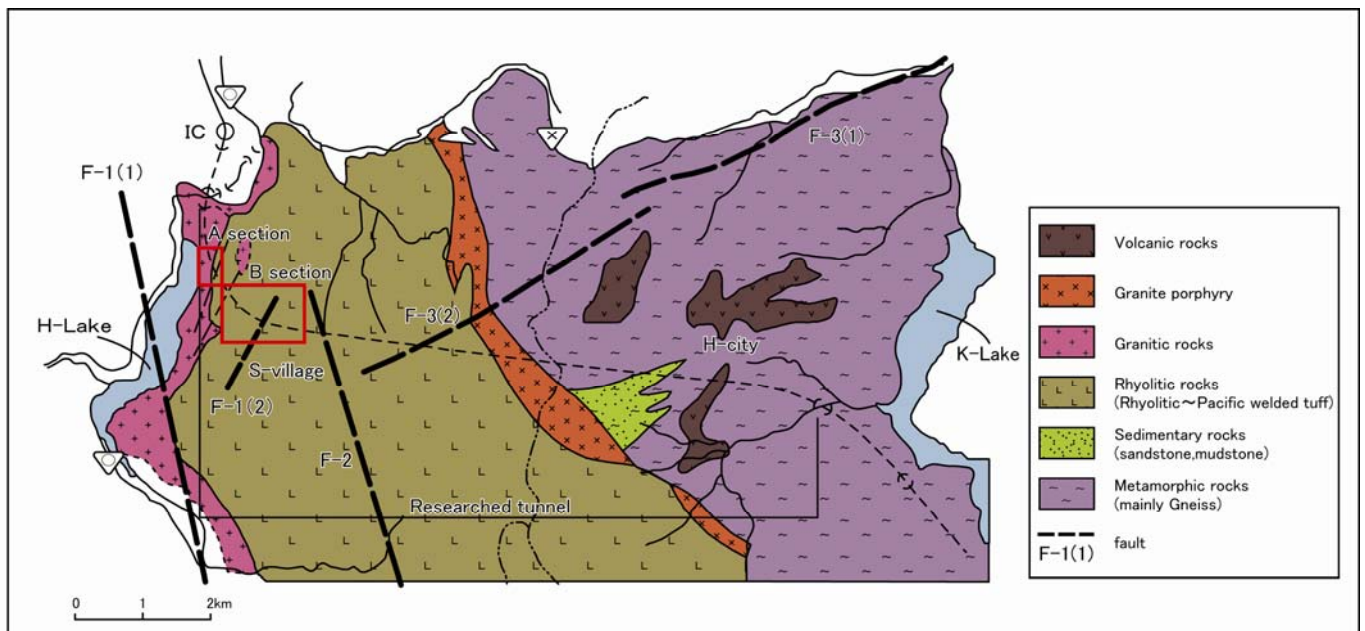 IC
F-1(1)
F-3(1)
A section
B section
H-Lake
F-3(2)
H-city
K-Lake
S-village
F-1(2)
F-2
Researched tunnel
0 1 2km
Volcanic rocks
Granite porphyry
Granitic rocks
Rhyolitic rocks
(Rhyolitic～Pacific welded tuff)
Sedimentary rocks
(sandstone,mudstone)
Metamorphic rocks
(mainly Gneiss)
fault
F-1(1)